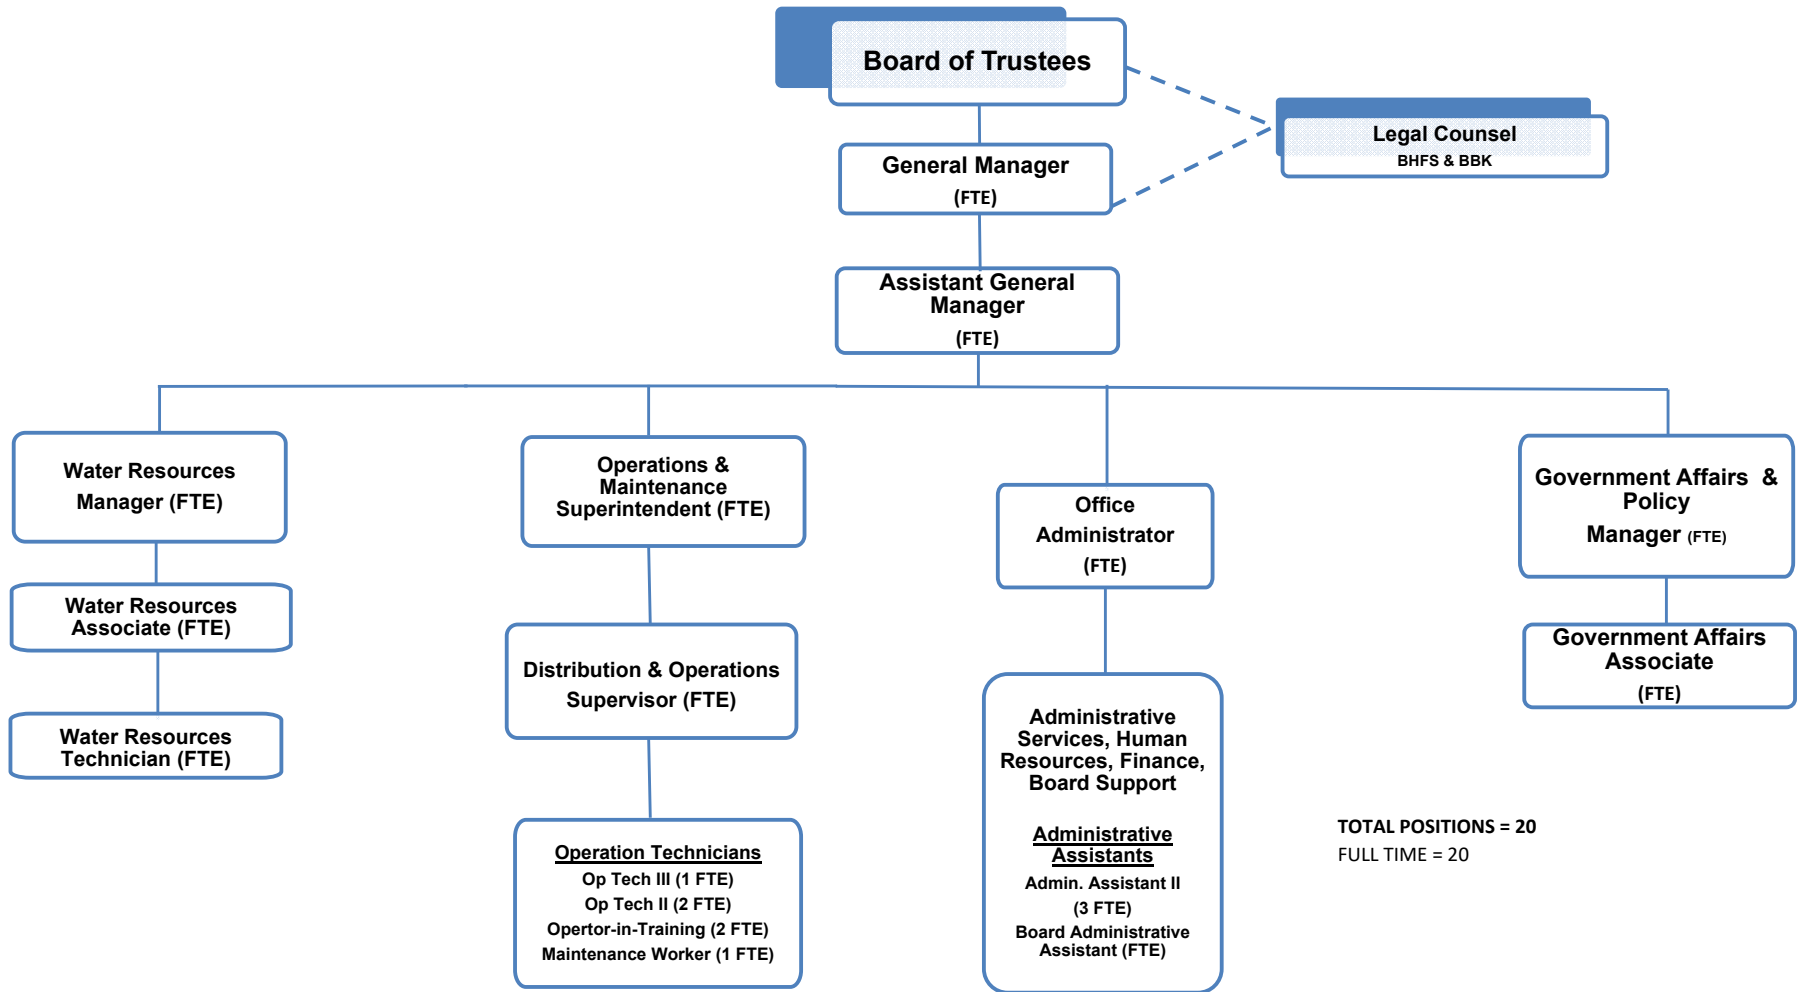 Board of Trustees
Legal Counsel
BHFS & BBK
General Manager
(FTE)
Assistant General
Manager
(FTE)
Water Resources
Manager (FTE)
Water Resources
Associate (FTE)
Water Resources
Technician (FTE)
Operations &
Maintenance
Superintendent (FTE)
Distribution & Operations
Supervisor (FTE)
Operation Technicians
Op Tech III (1 FTE)
Op Tech II (2 FTE)
Opertor-in-Training (2 FTE)
Maintenance Worker (1 FTE)
Office
Administrator
(FTE)
Administrative
Services, Human
Resources, Finance,
Board Support
Administrative
Assistants
Admin. Assistant II
(3 FTE)
Board Administrative
Assistant (FTE)
Government Affairs &
Policy
Manager (FTE)
Government Affairs
Associate
(FTE)
TOTAL POSITIONS = 20
FULL TIME = 20